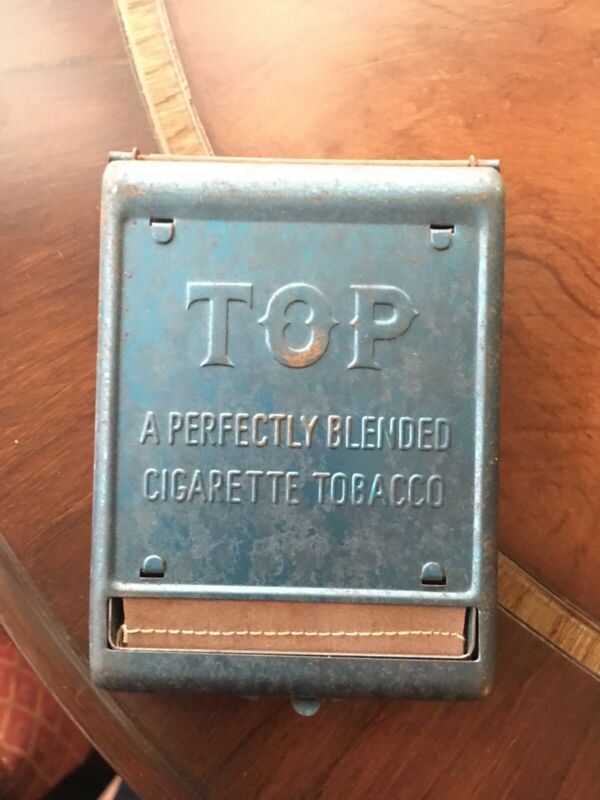 TOP
A PERFECTLY BLENDED
CIGARETTE TOBACCO